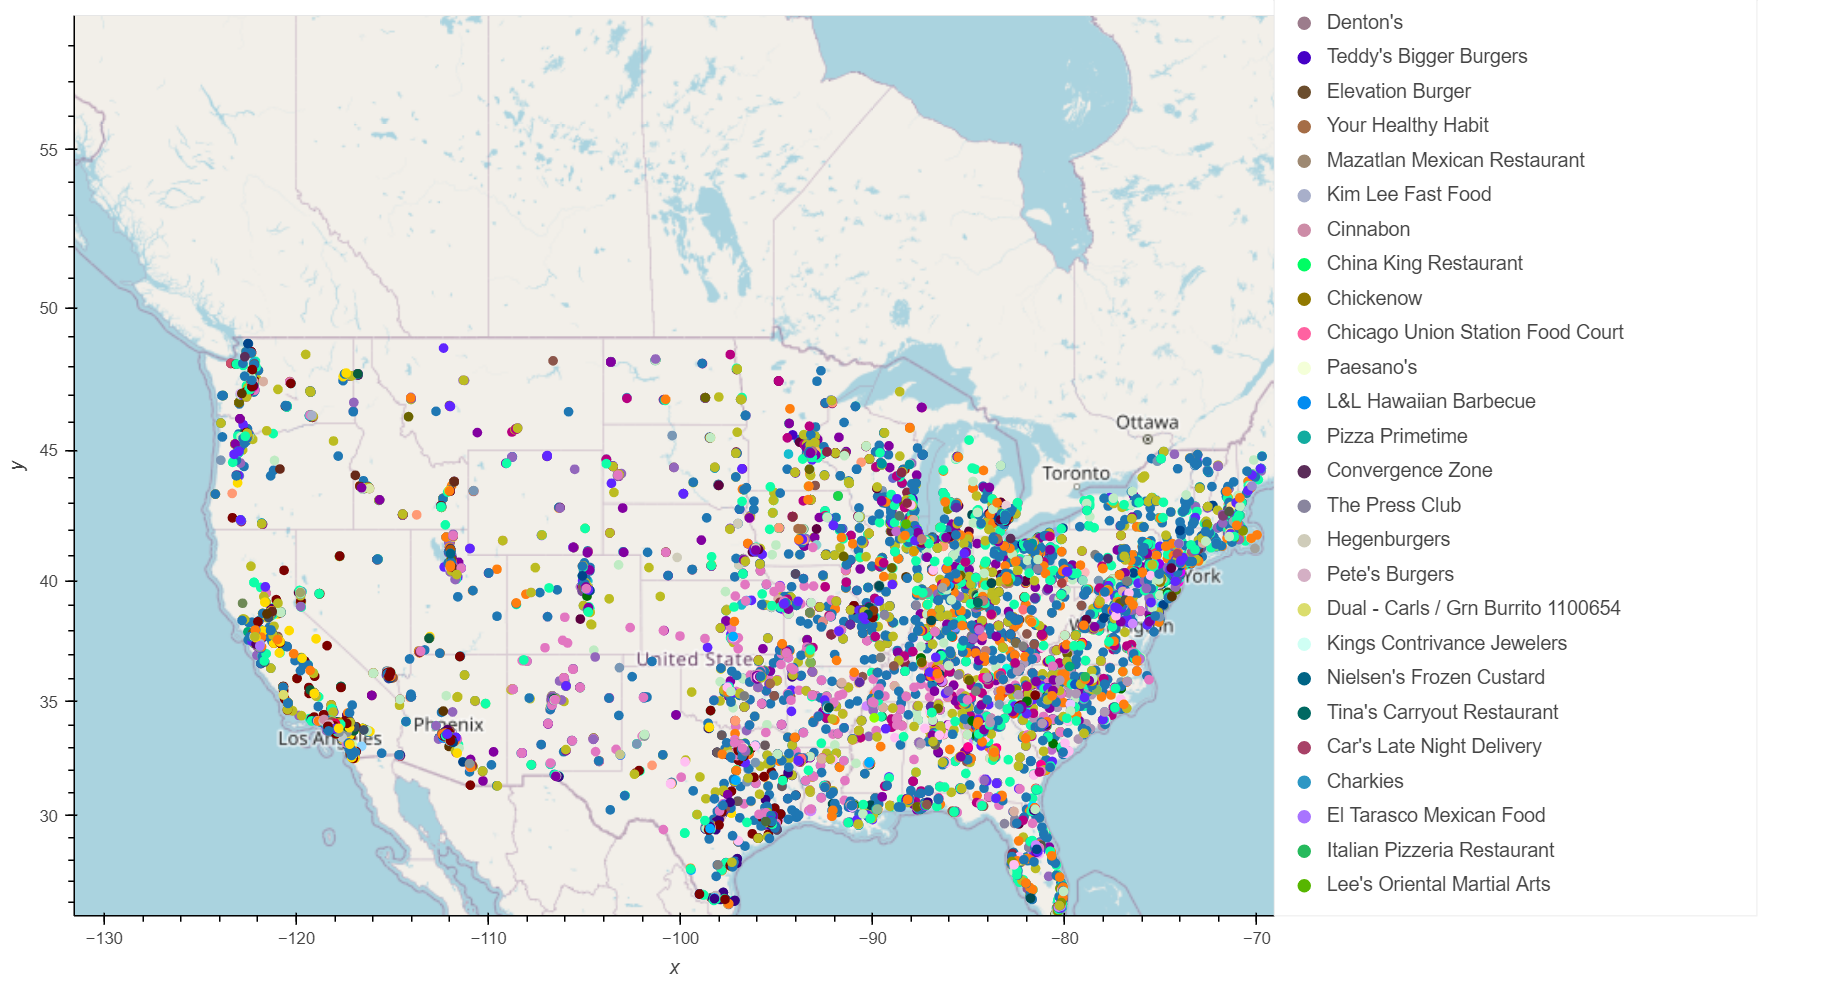 Denton's
Teddy's Bigger Burgers
Elevation Burger
Your Healthy Habit
Mazatlan Mexican Restaurant
Kim Lee Fast Food
Cinnabon
China King Restaurant
Chickenow
Chicago Union Station Food Court
Paesano's
L&L Hawaiian Barbecue
Pizza Primetime
Convergence Zone
The Press Club
Hegenburgers
Pete's Burgers
Dual - Carls / Grn Burrito 1100654
Kings Contrivance Jewelers
Nielsen's Frozen Custard
Tina's Carryout Restaurant
Car's Late Night Delivery
Charkies
El Tarasco Mexican Food
Italian Pizzeria Restaurant
Lee's Oriental Martial Arts
55
50
45
40
35
30
y
Ottawa
Toronto
York
United State
Phoenix
Los Angeles
−130
−120
−110
−100
−90
−80
−70
x